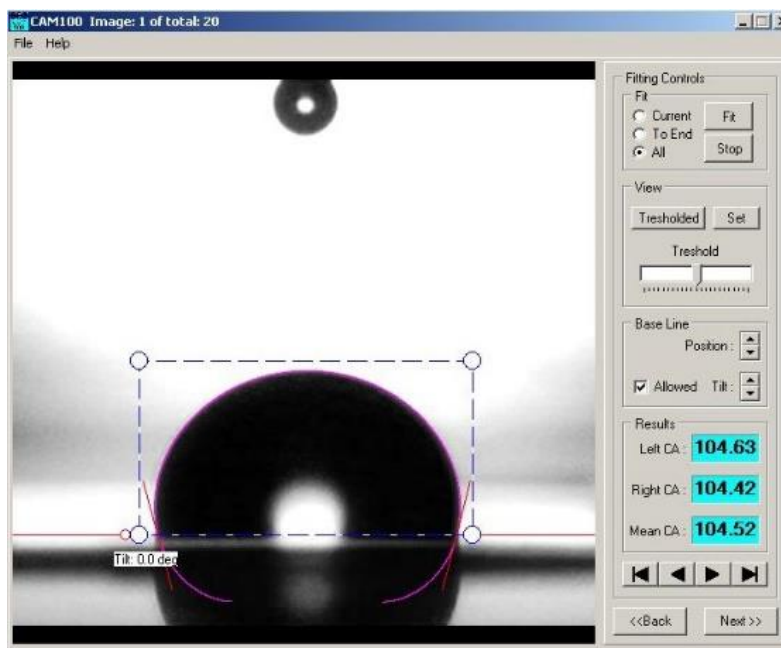 CAM100 Image: 1 of total: 20
File Help
Fitting Controls
Fit
Current
To End
All
Fit
Stop
View
Tresholded
Set
Treshold
Base Line
Position :
Allowed
Tilt :
Results
Left CA : 104.63
Right CA : 104.42
Mean CA : 104.52
Tilt: 0.0 deg
<<Back
Next >>